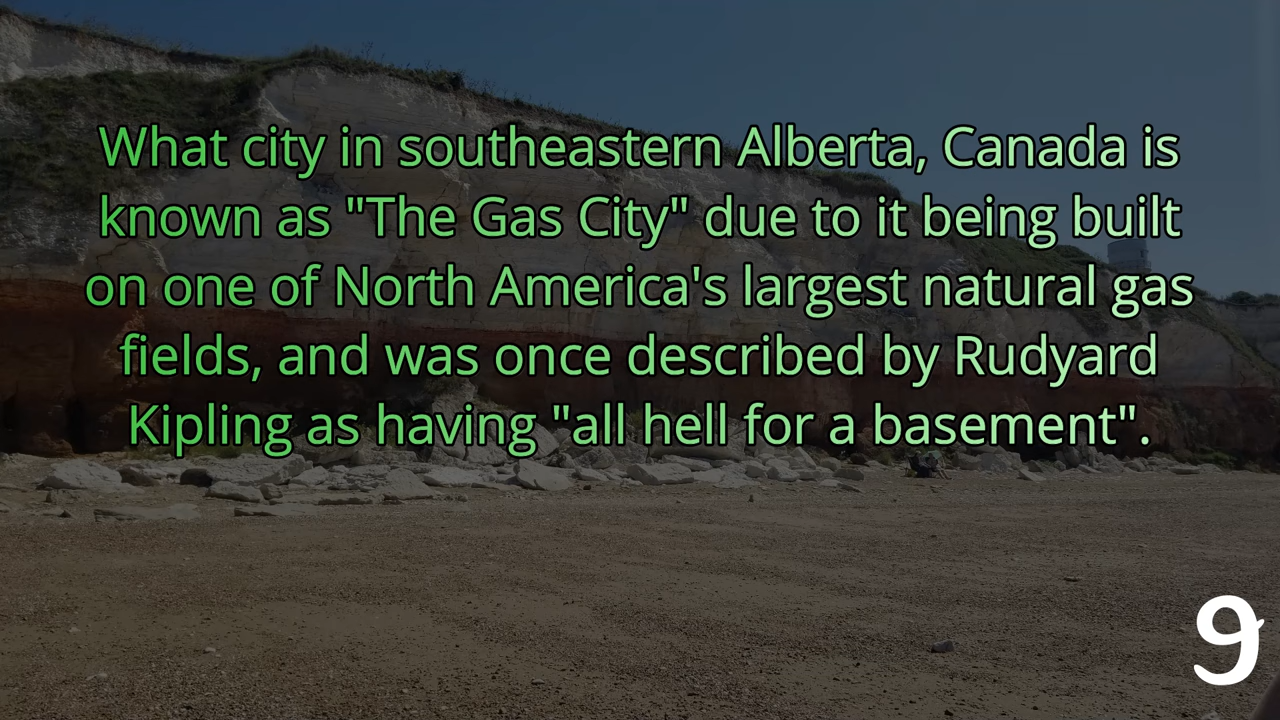 What city in southeastern Alberta, Canada is
known as "The Gas City" due to it being built
on one of North America's largest natural gas
fields, and was once described by Rudyard
Kipling as having "all hell for a basement".
9